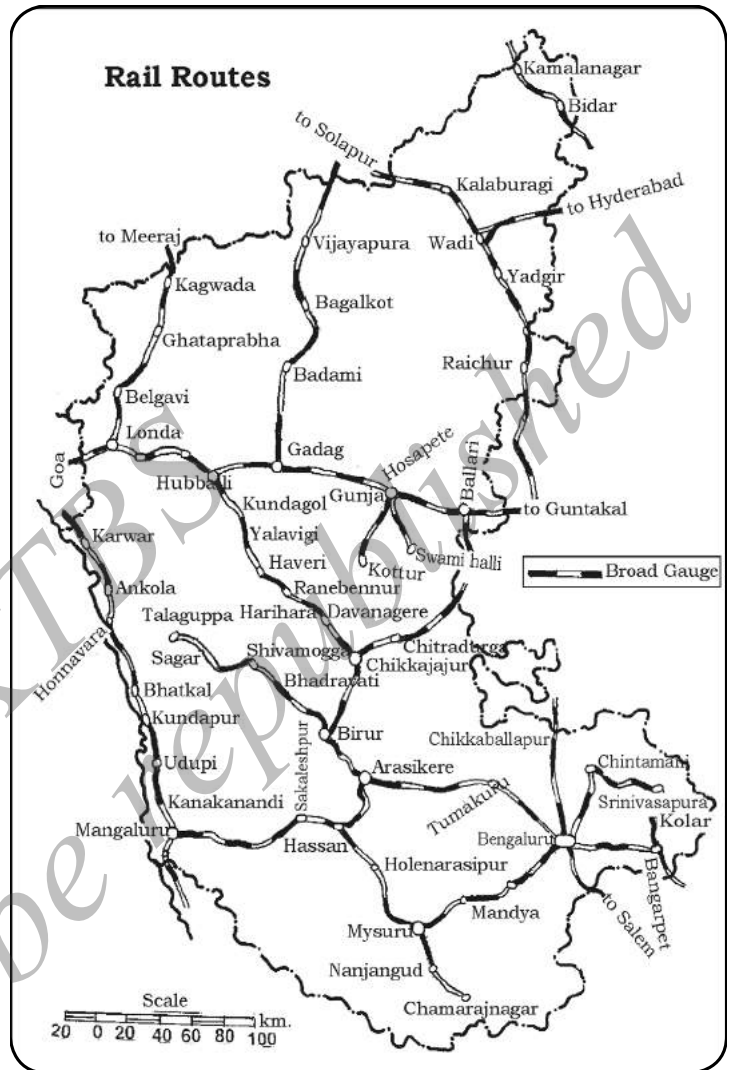 Rail Routes
Kamalanagar
Bidar
to Solapur
Kalaburagi
to Hyderabad
to Meeraj
Vijayapura
Wadi
Kagwada
Yadgir
Bagalkot
Ghataprabha
Raichur
Badami
Belgavi
Londa
Goa
Gadag
Hosapete
Ballari
Hubballi
Gunja
Kundagol
to Guntakal
Karwar
Yalavigi
Swami halli
Haveri
Kottur
Broad Gauge
Ankola
Ranebennur
Talaguppa
Harihara
Davanagere
Honnavara
Sagar
Shivamogga
Chitradurga
Chikkajajur
Bhadravati
Bhatkal
Kundapur
Birur
Chikkaballapur
Sakaleshpur
Chintamani
Udupi
Arasikere
Tumakuru
Kanakanandi
Srinivasapura
Kolar
Mangaluru
Hassan
Bengaluru
Holenarasipur
Bangarpet
Mandya
to Salem
Mysuru
Nanjangud
Chamarajnagar
Scale
20 0 20 40 60 80 100 km.
KTBS
be republished